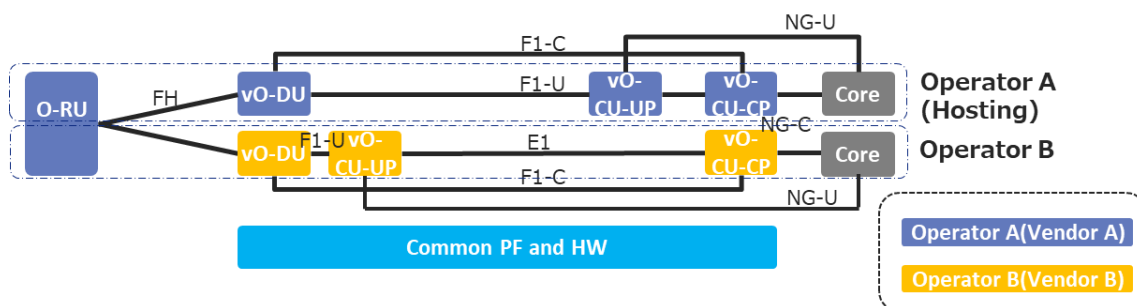 NG-U
F1-C
O-RU
FH
vO-DU
F1-U
vO-
CU-UP
vO-
CU-CP
Core
Operator A
(Hosting)
NG-C
vO-DU
F1-U
vO-
CU-UP
E1
vO-
CU-CP
Core
Operator B
F1-C
NG-U
Common PF and HW
Operator A(Vendor A)
Operator B(Vendor B)